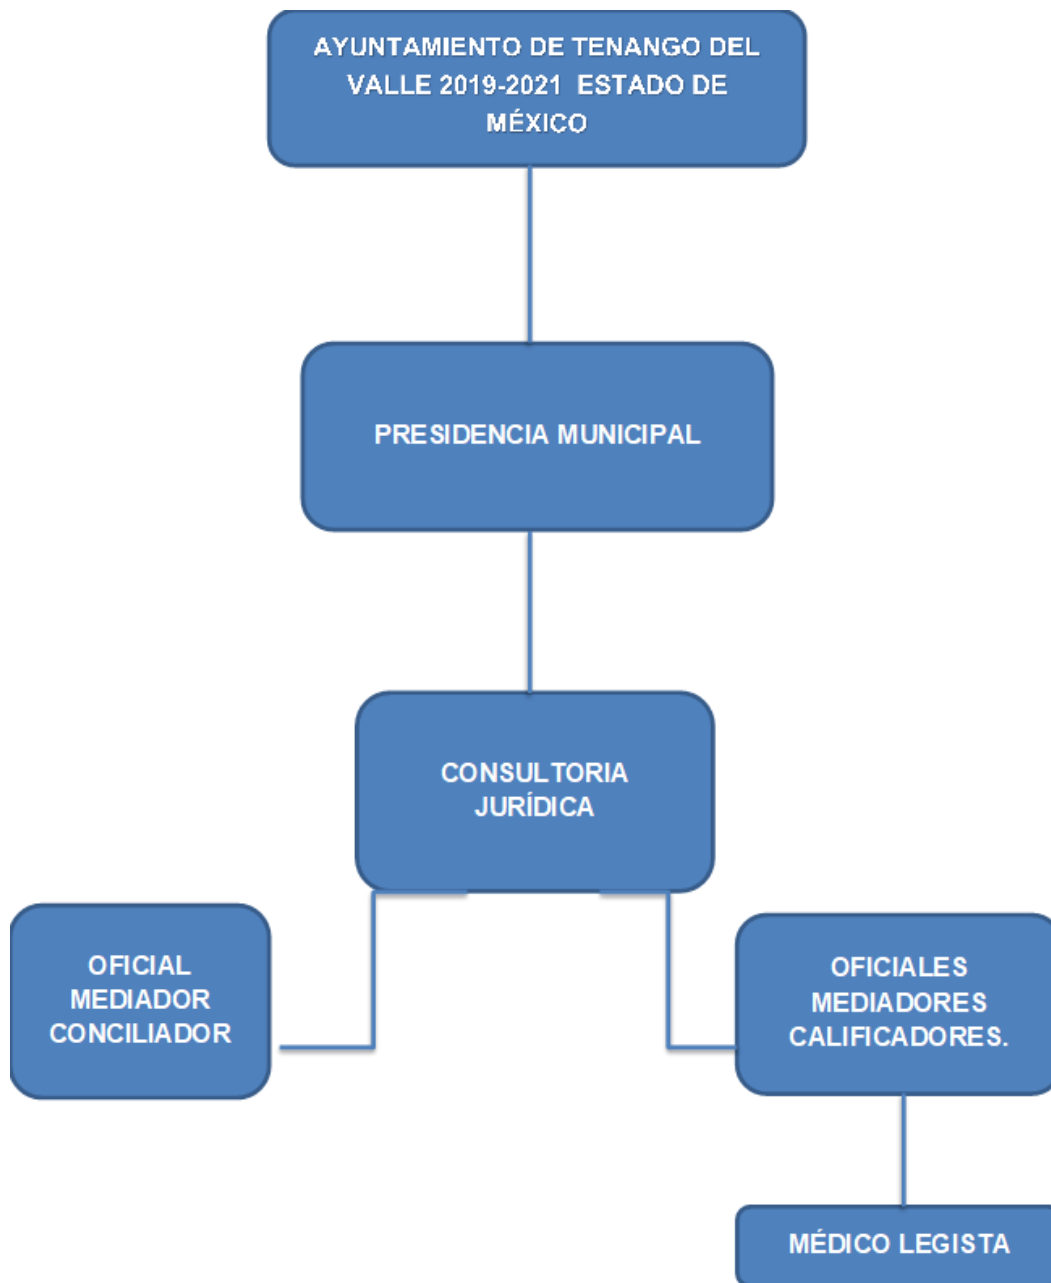 AYUNTAMIENTO DE TENANGO DEL
VALLE 2019-2021 ESTADO DE
MÉXICO
PRESIDENCIA MUNICIPAL
CONSULTORIA
JURÍDICA
OFICIAL
MEDIADOR
CONCILIADOR
OFICIALES
MEDIADORES
CALIFICADORES.
MÉDICO LEGISTA